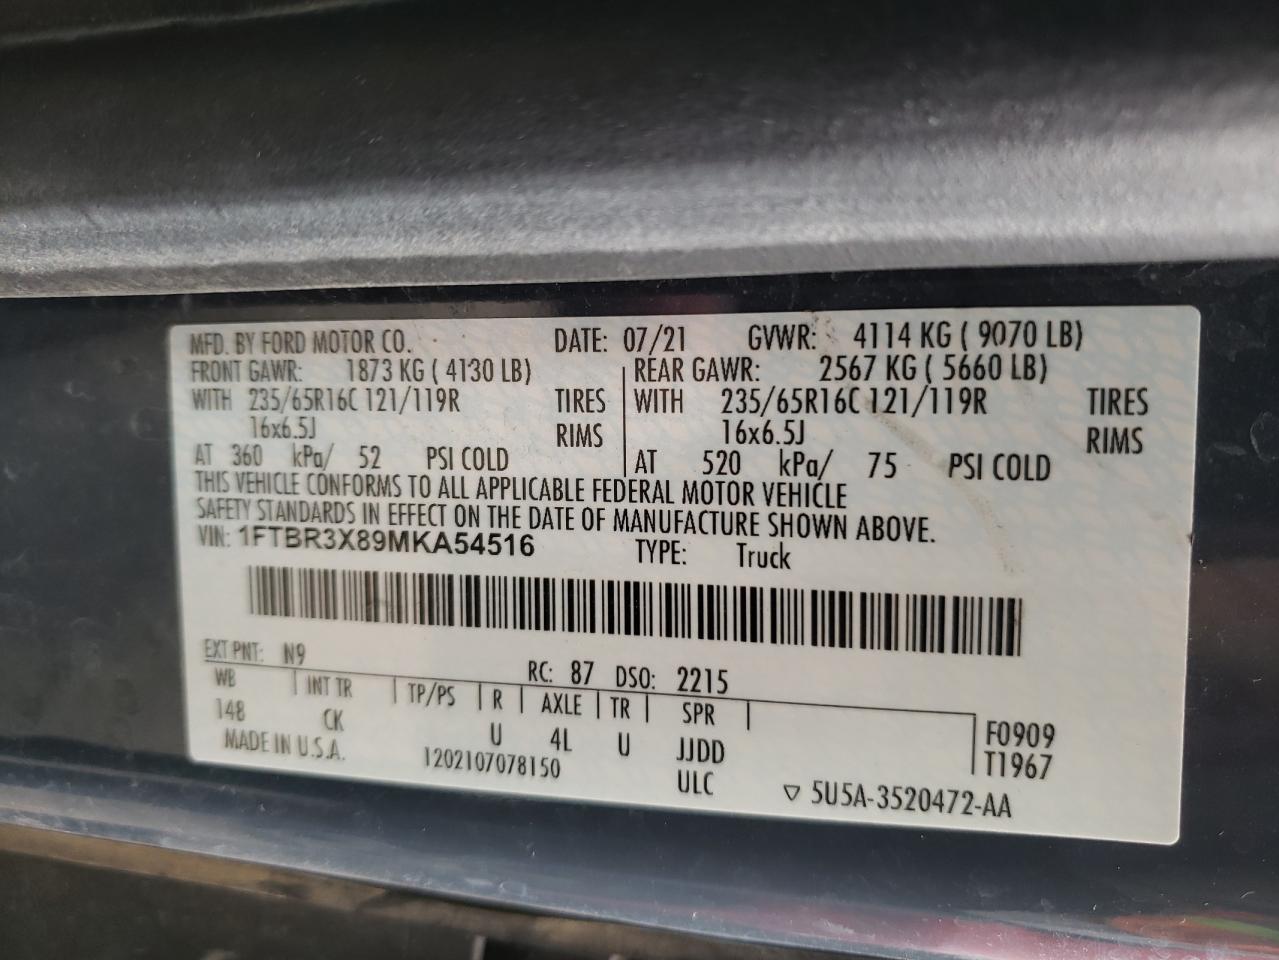 MFD. BY FORD MOTOR CO. DATE: 07/21 GVWR: 4114 KG ( 9070 LB)
FRONT GAWR: 1873 KG ( 4130 LB) REAR GAWR: 2567 KG ( 5660 LB)
WITH 235/65R16C 121/119R TIRES WITH 235/65R16C 121/119R TIRES
16x6.5J RIMS 16x6.5J RIMS
AT 360 kPa/ 52 PSI COLD AT 520 kPa/ 75 PSI COLD
THIS VEHICLE CONFORMS TO ALL APPLICABLE FEDERAL MOTOR VEHICLE
SAFETY STANDARDS IN EFFECT ON THE DATE OF MANUFACTURE SHOWN ABOVE.
VIN: 1FTBR3X89MKA54516 TYPE: Truck
EXT PNT: N9 RC: 87 DSO: 2215
WB INT TR TP/PS R AXLE TR SPR
148 CK U 4L U JJDD F0909
MADE IN U.S.A. 1202107078150 ULC T1967
5U5A-3520472-AA